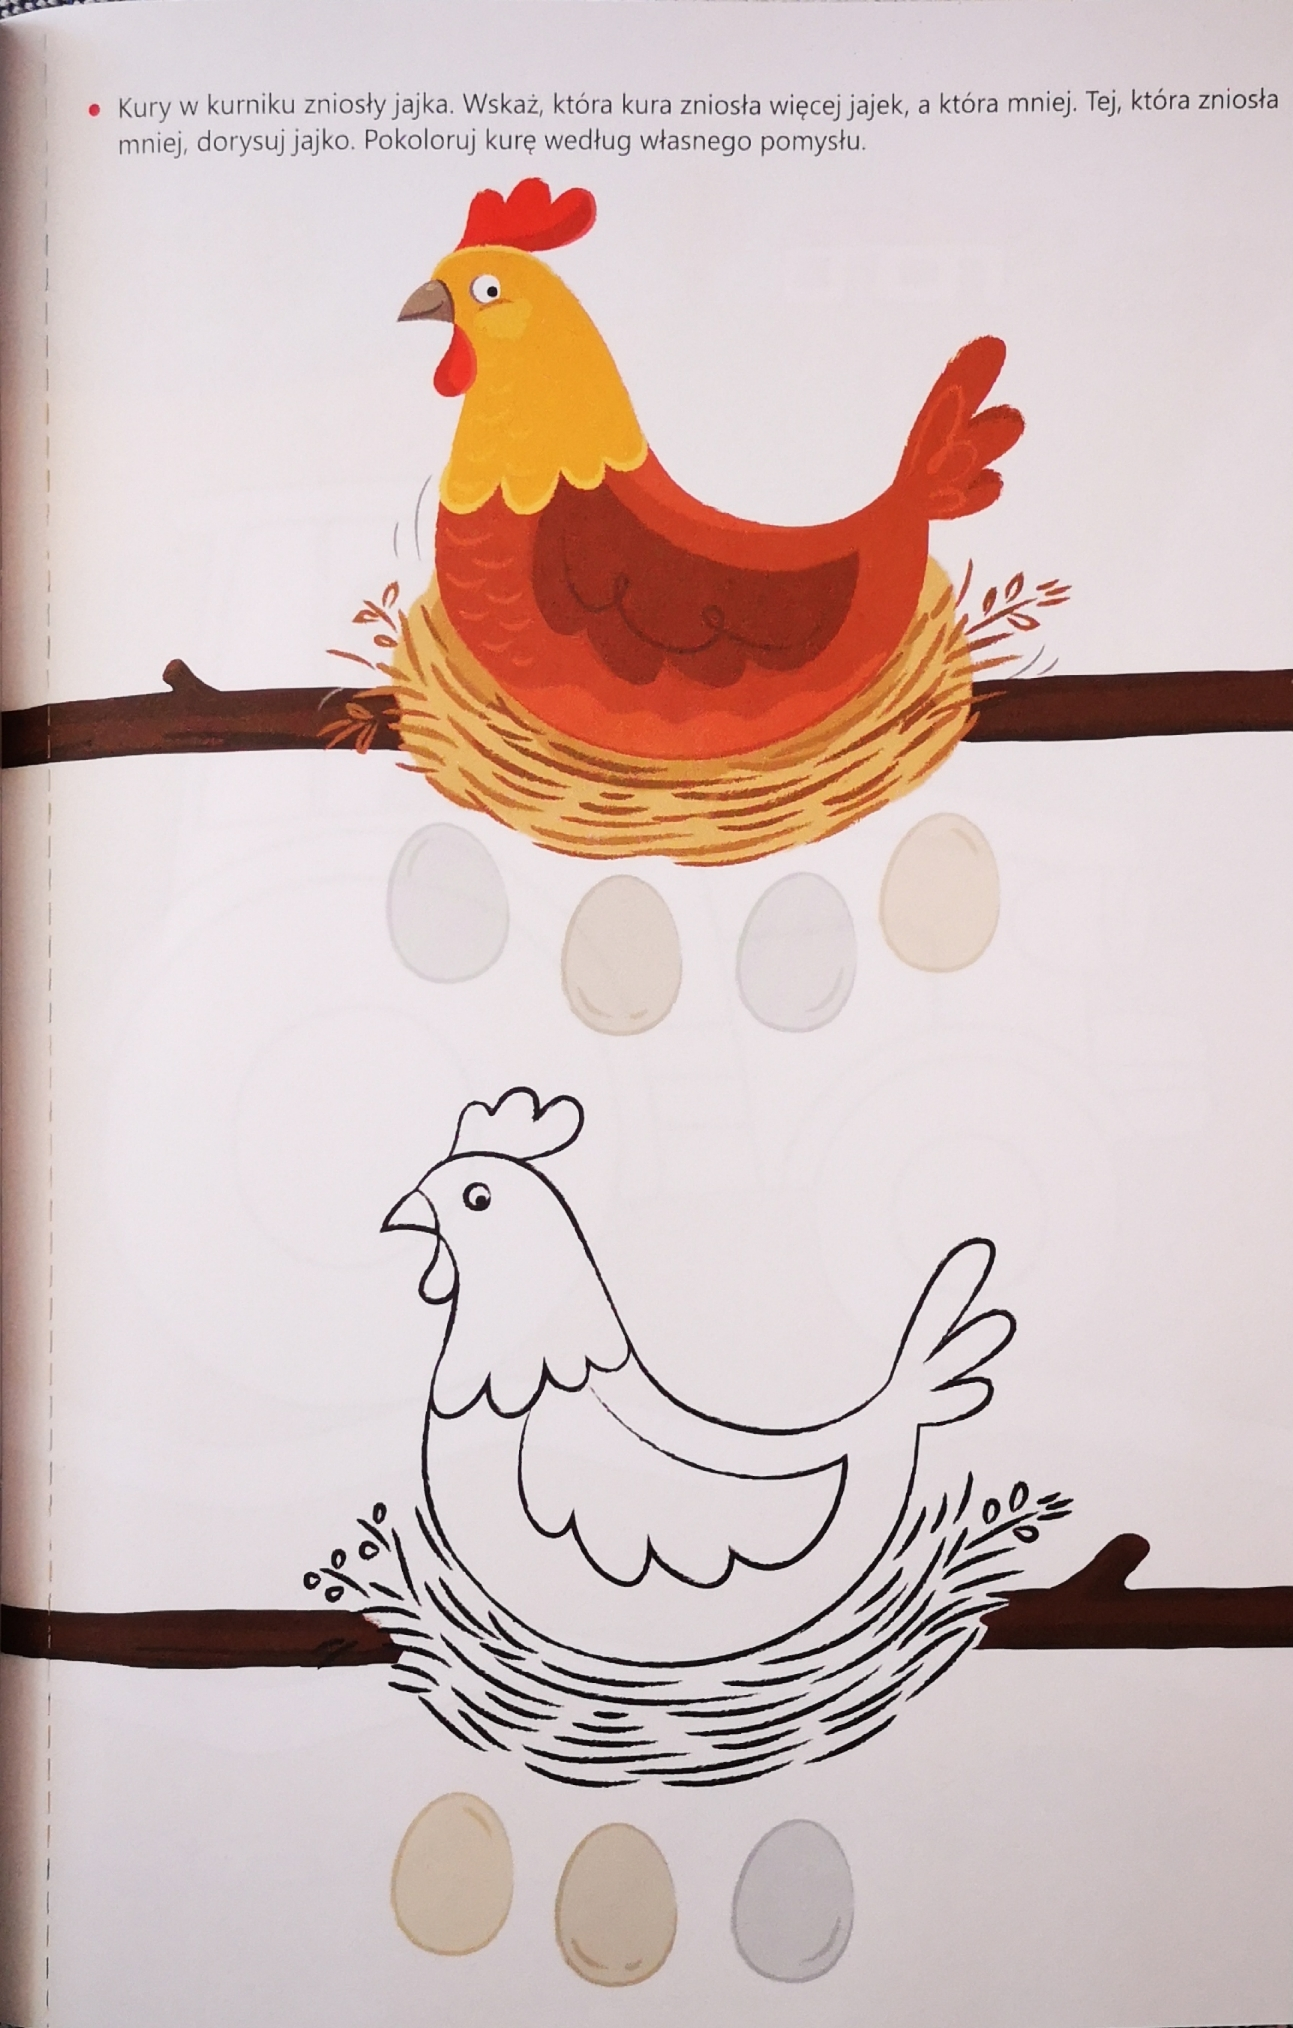 • Kury w kurniku zniosły jajka. Wskaż, która kura zniosła więcej jajek, a która mniej. Tej, która zniosła
mniej, dorysuj jajko. Pokoloruj kurę według własnego pomysłu.